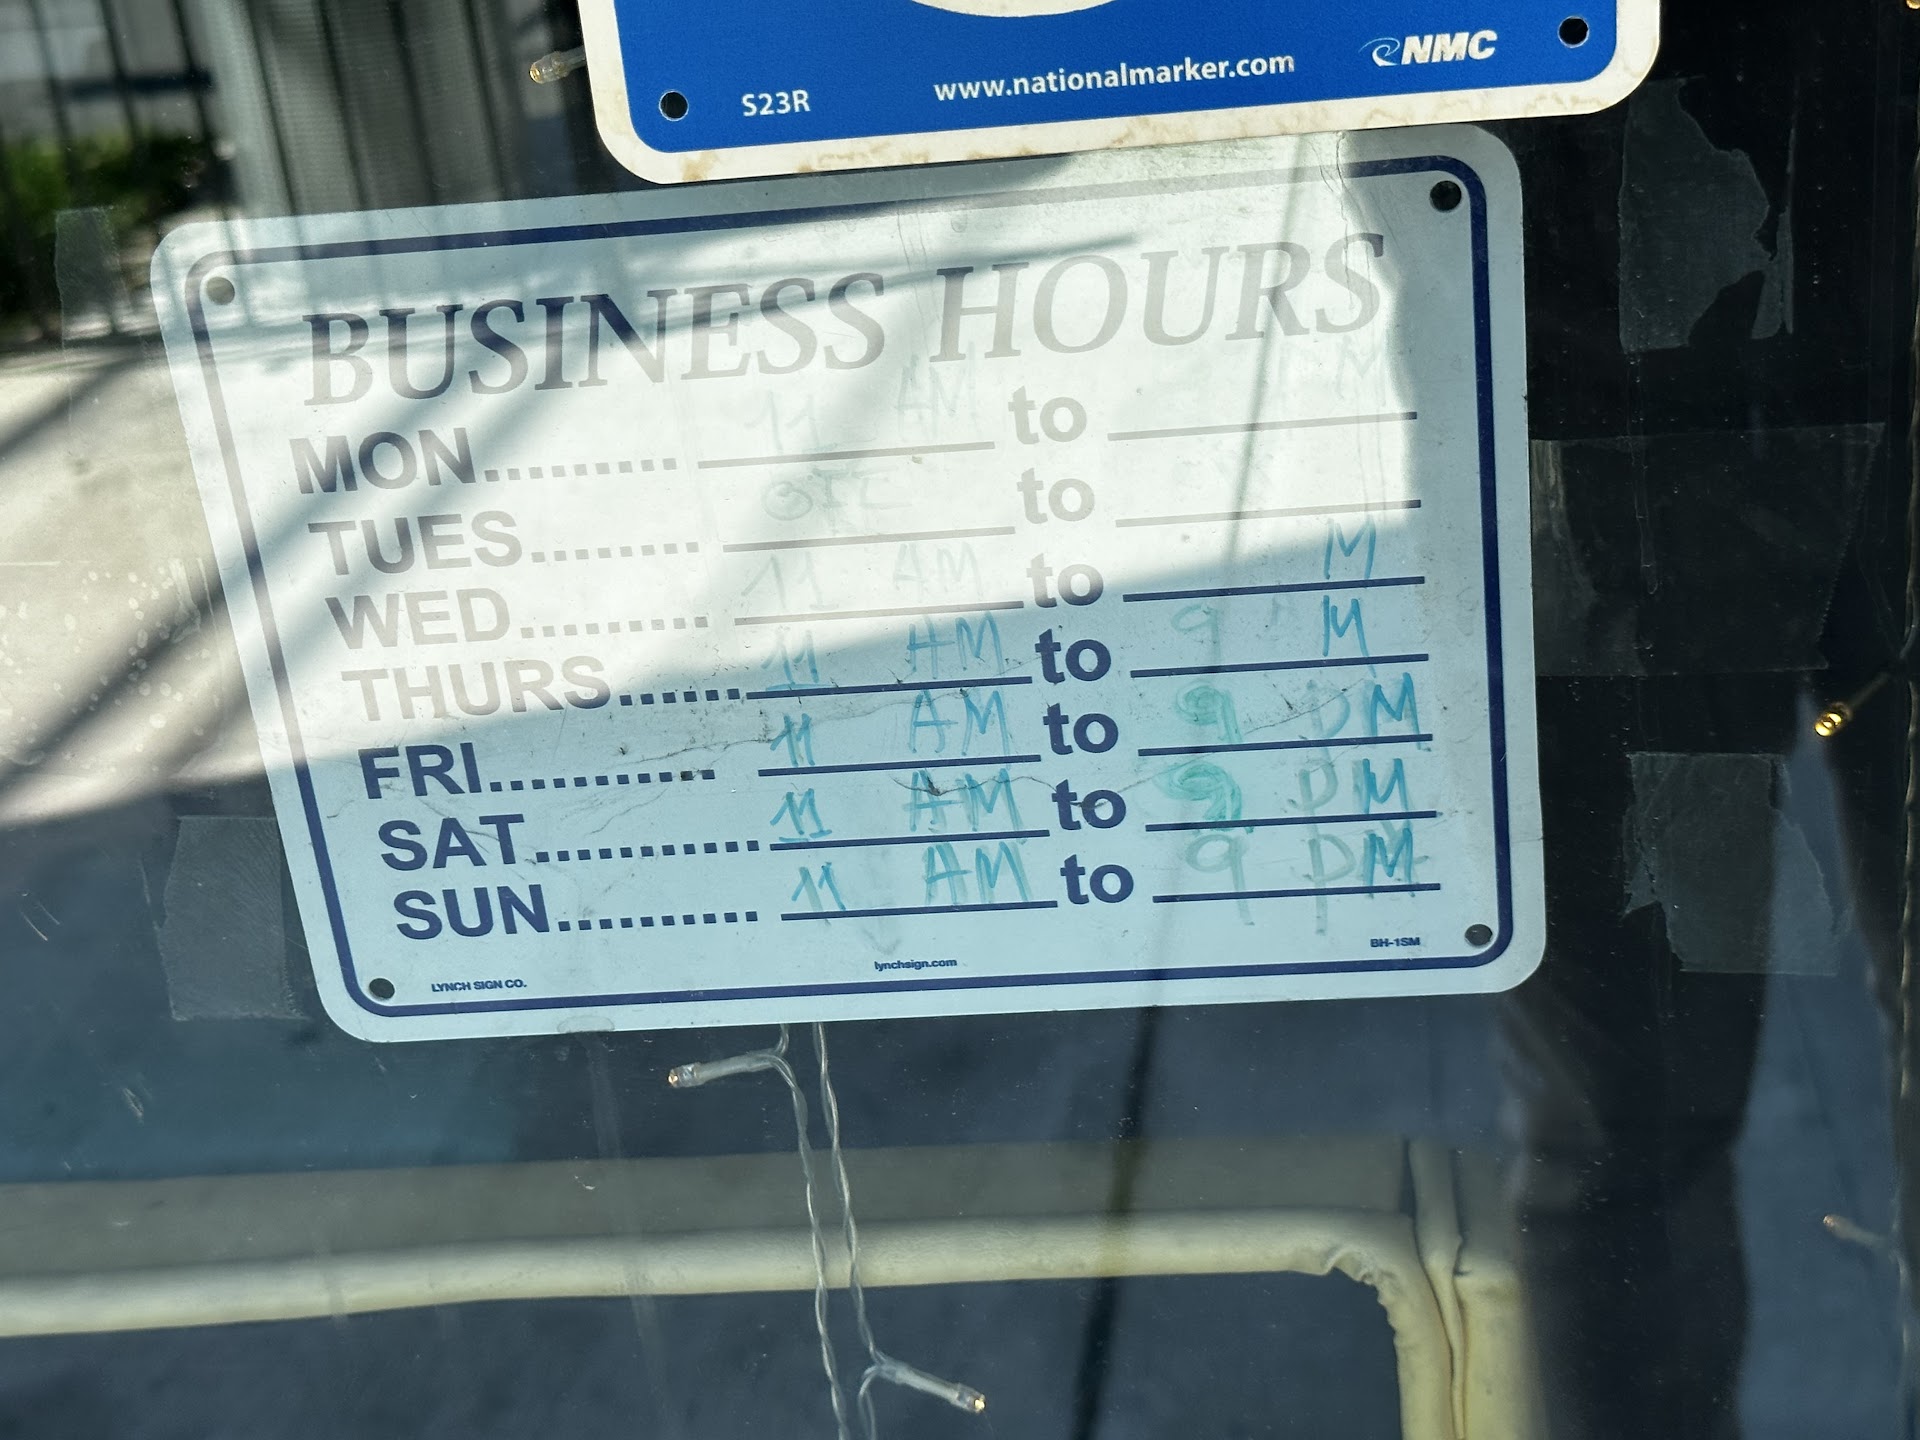 www.nationalmarker.com NMC
S23R
BUSINESS HOURS
MON.......... 11 AM to M
TUES........ to
WED......... 11 AM to M
THURS....... 11 AM to 9 M
FRI........... 11 AM to 9 PM
SAT........... 11 AM to 9 PM
SUN.......... 11 AM to 9 PM
LYNCH SIGN CO. lynchsign.com BH-1SM